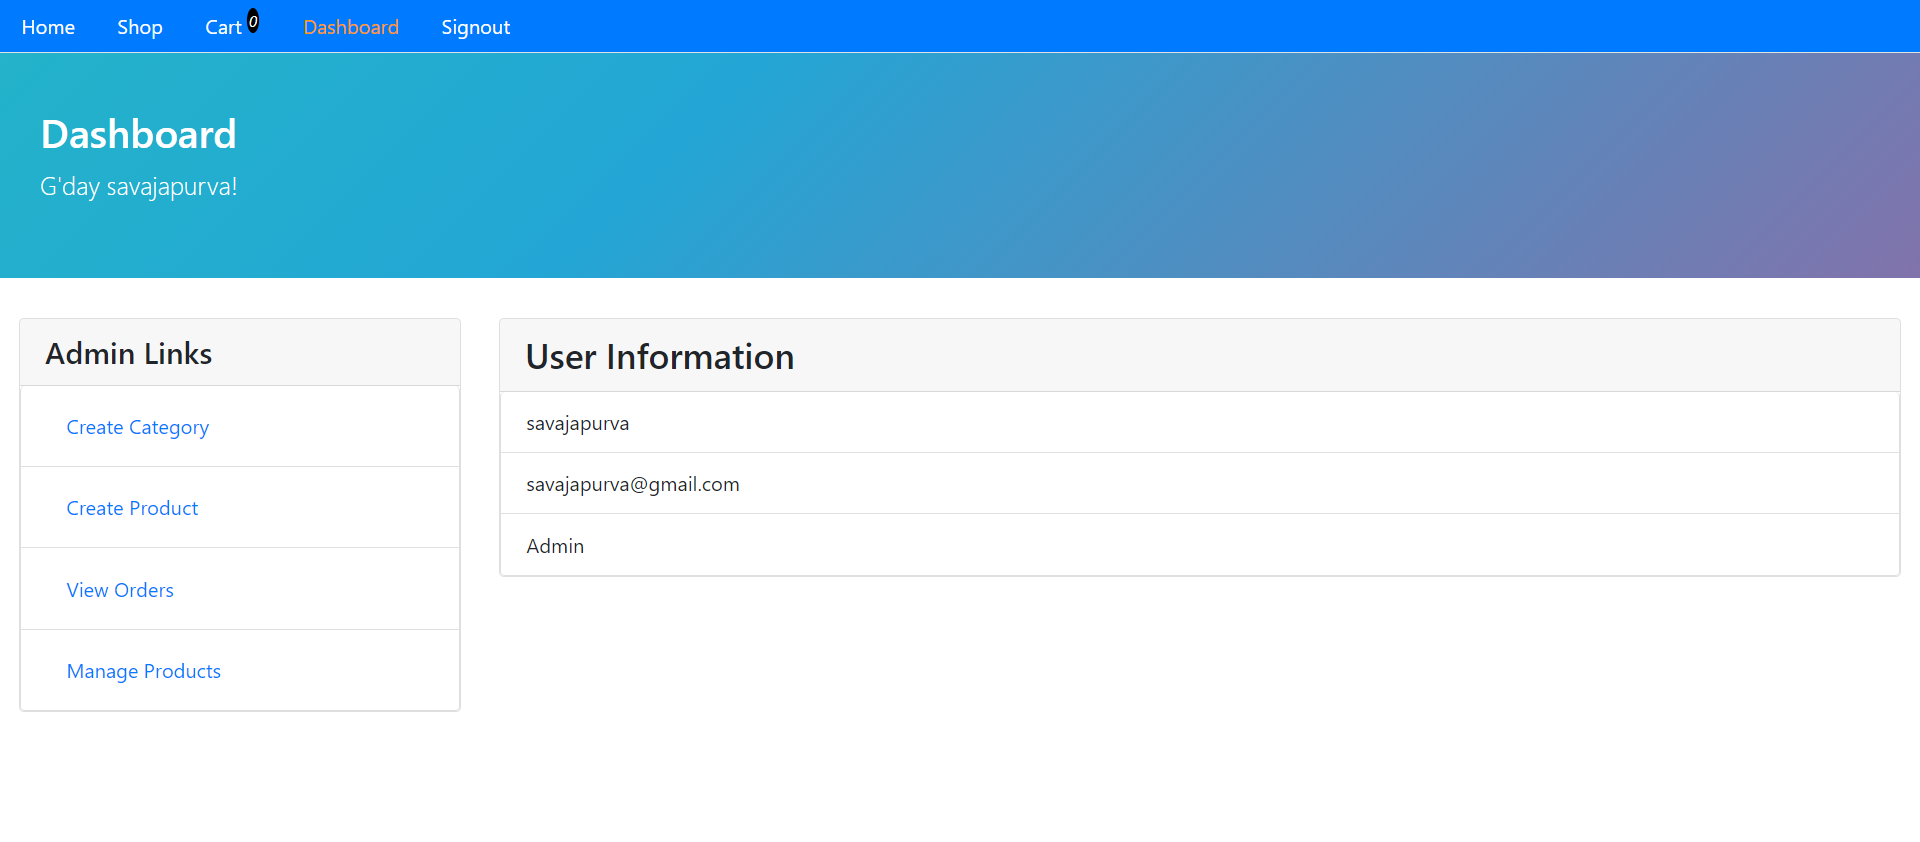 Home Shop Cart 0 Dashboard Signout
Dashboard
G'day savajapurva!
Admin Links
Create Category
Create Product
View Orders
Manage Products
User Information
savajapurva
savajapurva@gmail.com
Admin